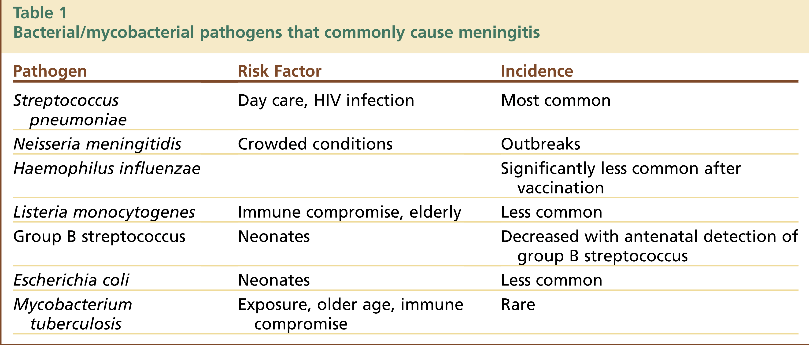 Table 1
Bacterial/mycobacterial pathogens that commonly cause meningitis
Pathogen Risk Factor Incidence
Streptococcus pneumoniae Day care, HIV infection Most common
Neisseria meningitidis Crowded conditions Outbreaks
Haemophilus influenzae Significantly less common after vaccination
Listeria monocytogenes Immune compromise, elderly Less common
Group B streptococcus Neonates Decreased with antenatal detection of group B streptococcus
Escherichia coli Neonates Less common
Mycobacterium tuberculosis Exposure, older age, immune compromise Rare